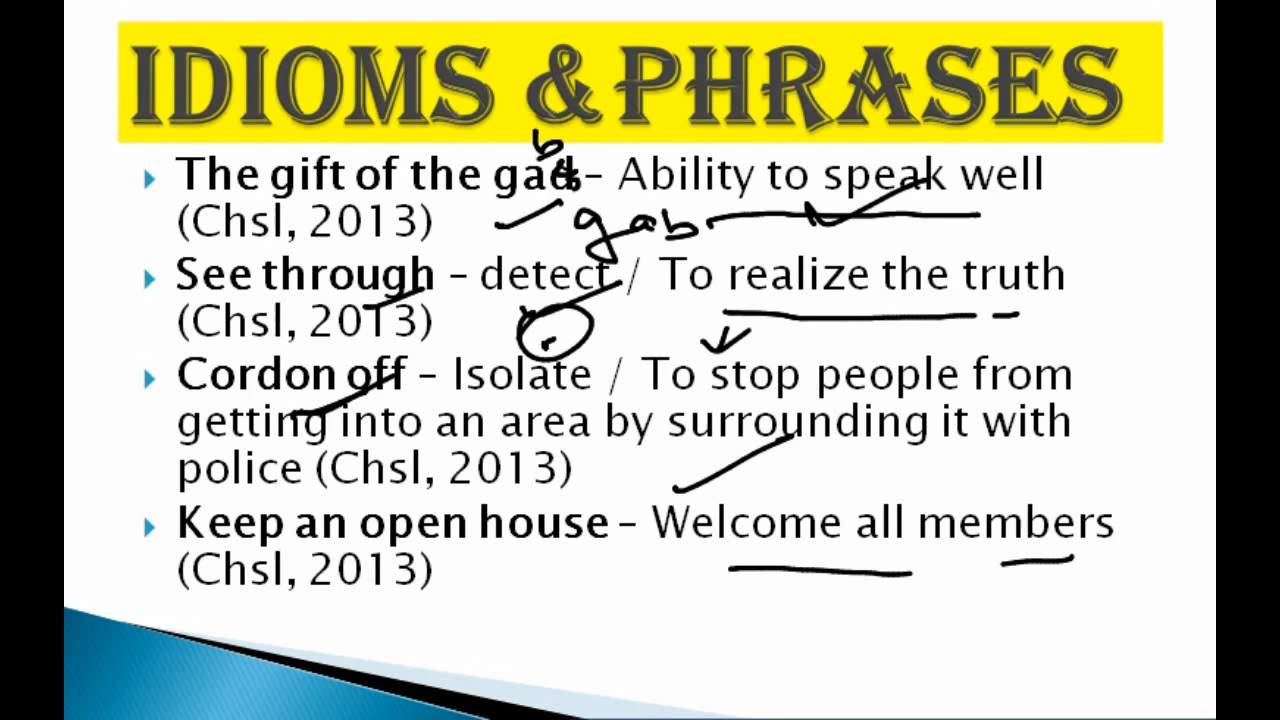 IDIOMS & PHRASES
b
The gift of the gad – Ability to speak well
(Chsl, 2013)
gab
See through – detect / To realize the truth
(Chsl, 2013)
Cordon off – Isolate / To stop people from
getting into an area by surrounding it with
police (Chsl, 2013)
Keep an open house – Welcome all members
(Chsl, 2013)